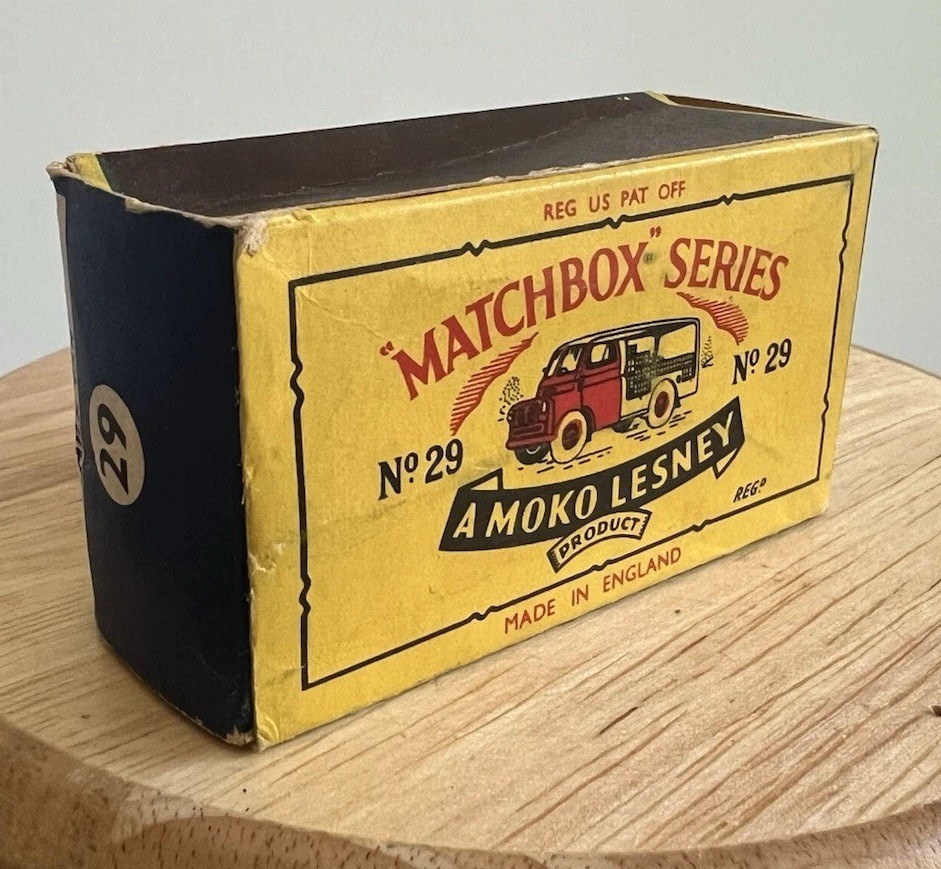 REG US PAT OFF
"MATCHBOX" SERIES
Nº 29
Nº 29
A MOKO LESNEY
PRODUCT
REGᴰ
MADE IN ENGLAND
29